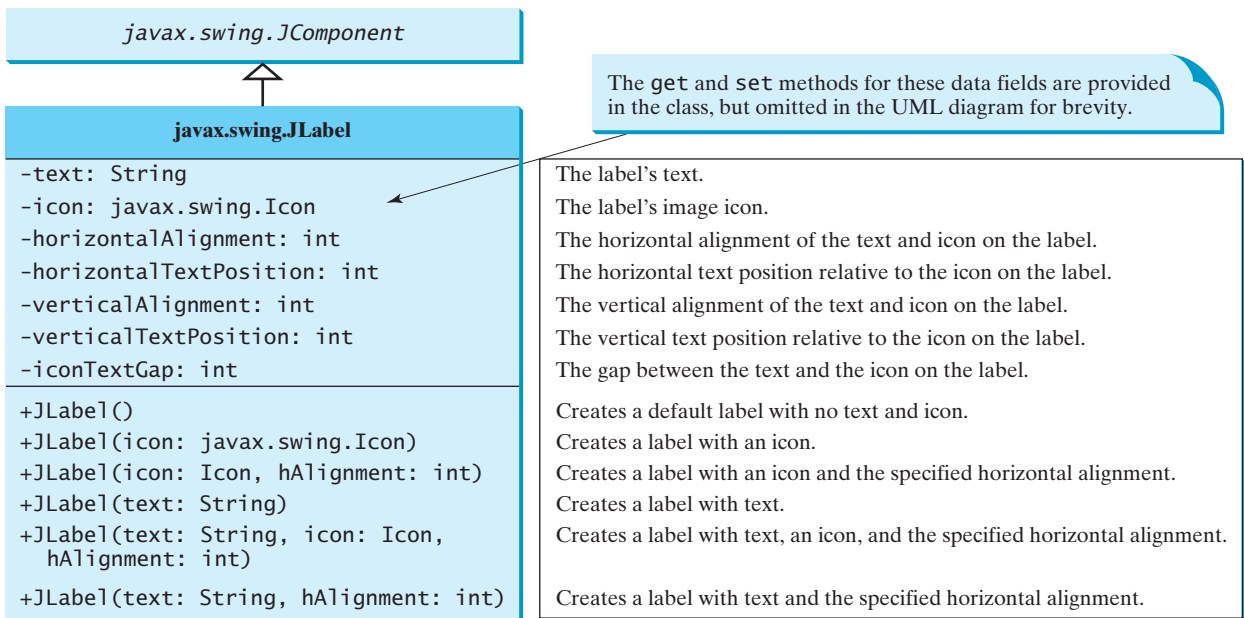 javax.swing.JComponent
The get and set methods for these data fields are provided
in the class, but omitted in the UML diagram for brevity.
javax.swing.JLabel
-text: String
The label's text.
-icon: javax.swing.Icon
The label's image icon.
-horizontalAlignment: int
The horizontal alignment of the text and icon on the label.
-horizontalTextPosition: int
The horizontal text position relative to the icon on the label.
-verticalAlignment: int
The vertical alignment of the text and icon on the label.
-verticalTextPosition: int
The vertical text position relative to the icon on the label.
-iconTextGap: int
The gap between the text and the icon on the label.
+JLabel()
Creates a default label with no text and icon.
+JLabel(icon: javax.swing.Icon)
Creates a label with an icon.
+JLabel(icon: Icon, hAlignment: int)
Creates a label with an icon and the specified horizontal alignment.
+JLabel(text: String)
Creates a label with text.
+JLabel(text: String, icon: Icon,
hAlignment: int)
Creates a label with text, an icon, and the specified horizontal alignment.
+JLabel(text: String, hAlignment: int)
Creates a label with text and the specified horizontal alignment.